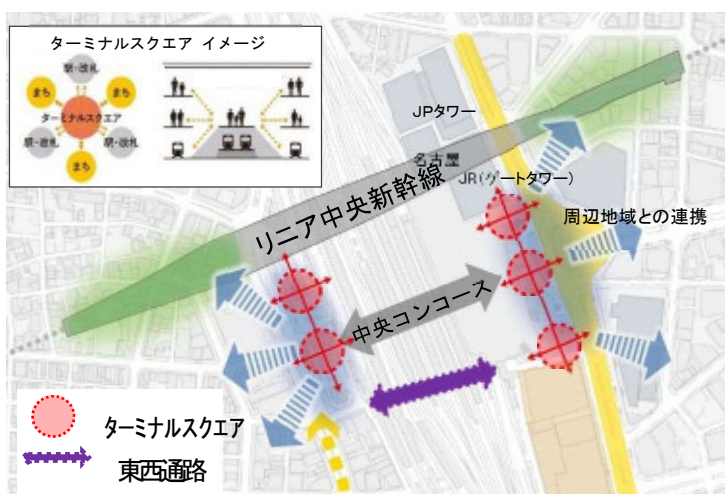 ターミナルスクエア イメージ
駅・改札
まち
まち
ターミナルスクエア
駅・改札
駅・改札
まち
JPタワー
名古屋
JR(ゲートタワー)
リニア中央新幹線
周辺地域との連携
中央コンコース
ターミナルスクエア
東西通路